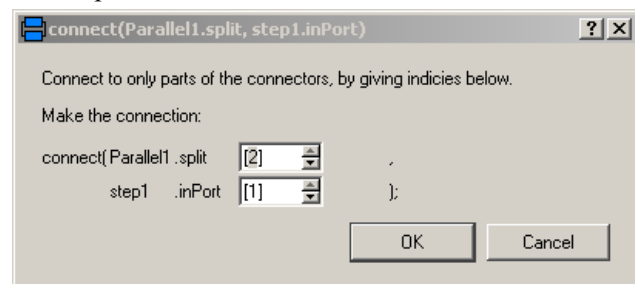 connect(Parallel1.split, step1.inPort)
Connect to only parts of the connectors, by giving indicies below.
Make the connection:
connect( Parallel1 .split [2] ,
step1 .inPort [1] );
OK Cancel